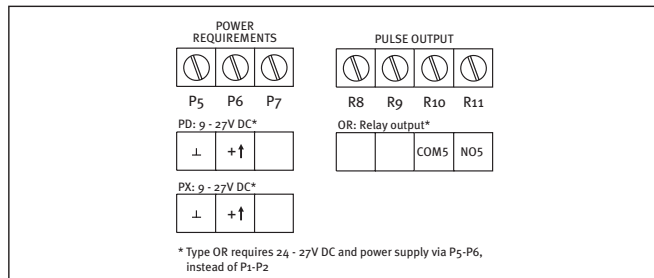 POWER
REQUIREMENTS
PULSE OUTPUT
P5 P6 P7
R8 R9 R10 R11
PD: 9 - 27V DC*
OR: Relay output*
⊥ +↑
COM5 NO5
PX: 9 - 27V DC*
⊥ +↑
* Type OR requires 24 - 27V DC and power supply via P5-P6,
instead of P1-P2